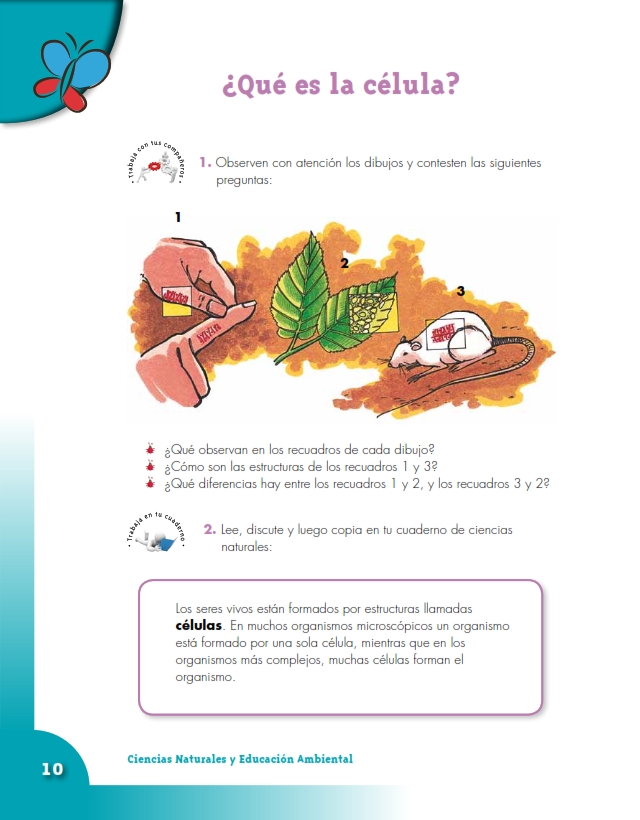 ¿Qué es la célula?
Trabaja con tus compañeros
1. Observen con atención los dibujos y contesten las siguientes
preguntas:
1
2
3
¿Qué observan en los recuadros de cada dibujo?
¿Cómo son las estructuras de los recuadros 1 y 3?
¿Qué diferencias hay entre los recuadros 1 y 2, y los recuadros 3 y 2?
Trabaja en tu cuaderno
2. Lee, discute y luego copia en tu cuaderno de ciencias
naturales:
Los seres vivos están formados por estructuras llamadas
células. En muchos organismos microscópicos un organismo
está formado por una sola célula, mientras que en los
organismos más complejos, muchas células forman el
organismo.
Ciencias Naturales y Educación Ambiental
10